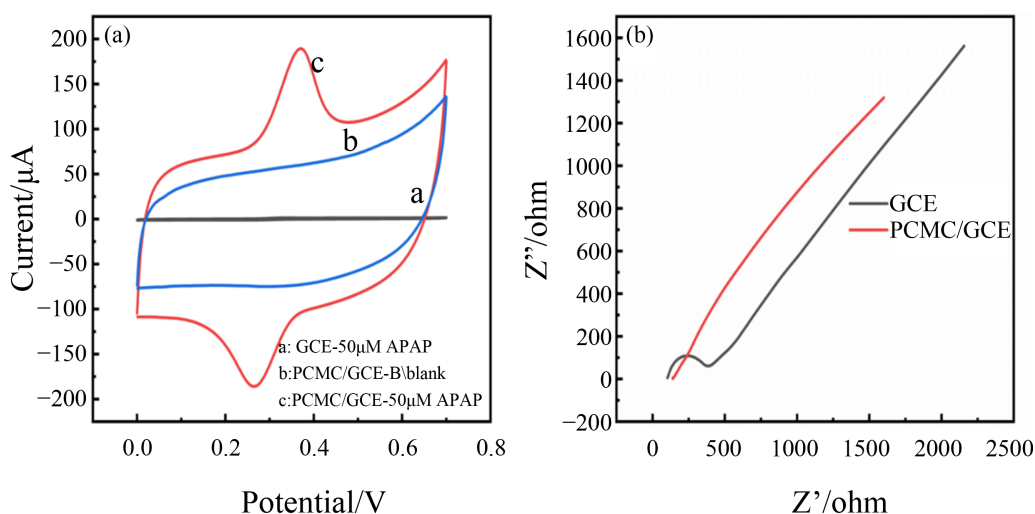 (a)
200
150
100
50
0
−50
−100
−150
−200
Current/μA
c
b
a
a: GCE-50μM APAP
b:PCMC/GCE-B\blank
c:PCMC/GCE-50μM APAP
0.0 0.2 0.4 0.6 0.8
Potential/V
(b)
1600
1400
1200
1000
800
600
400
200
0
−200
Z”/ohm
GCE
PCMC/GCE
0 500 1000 1500 2000 2500
Z’/ohm